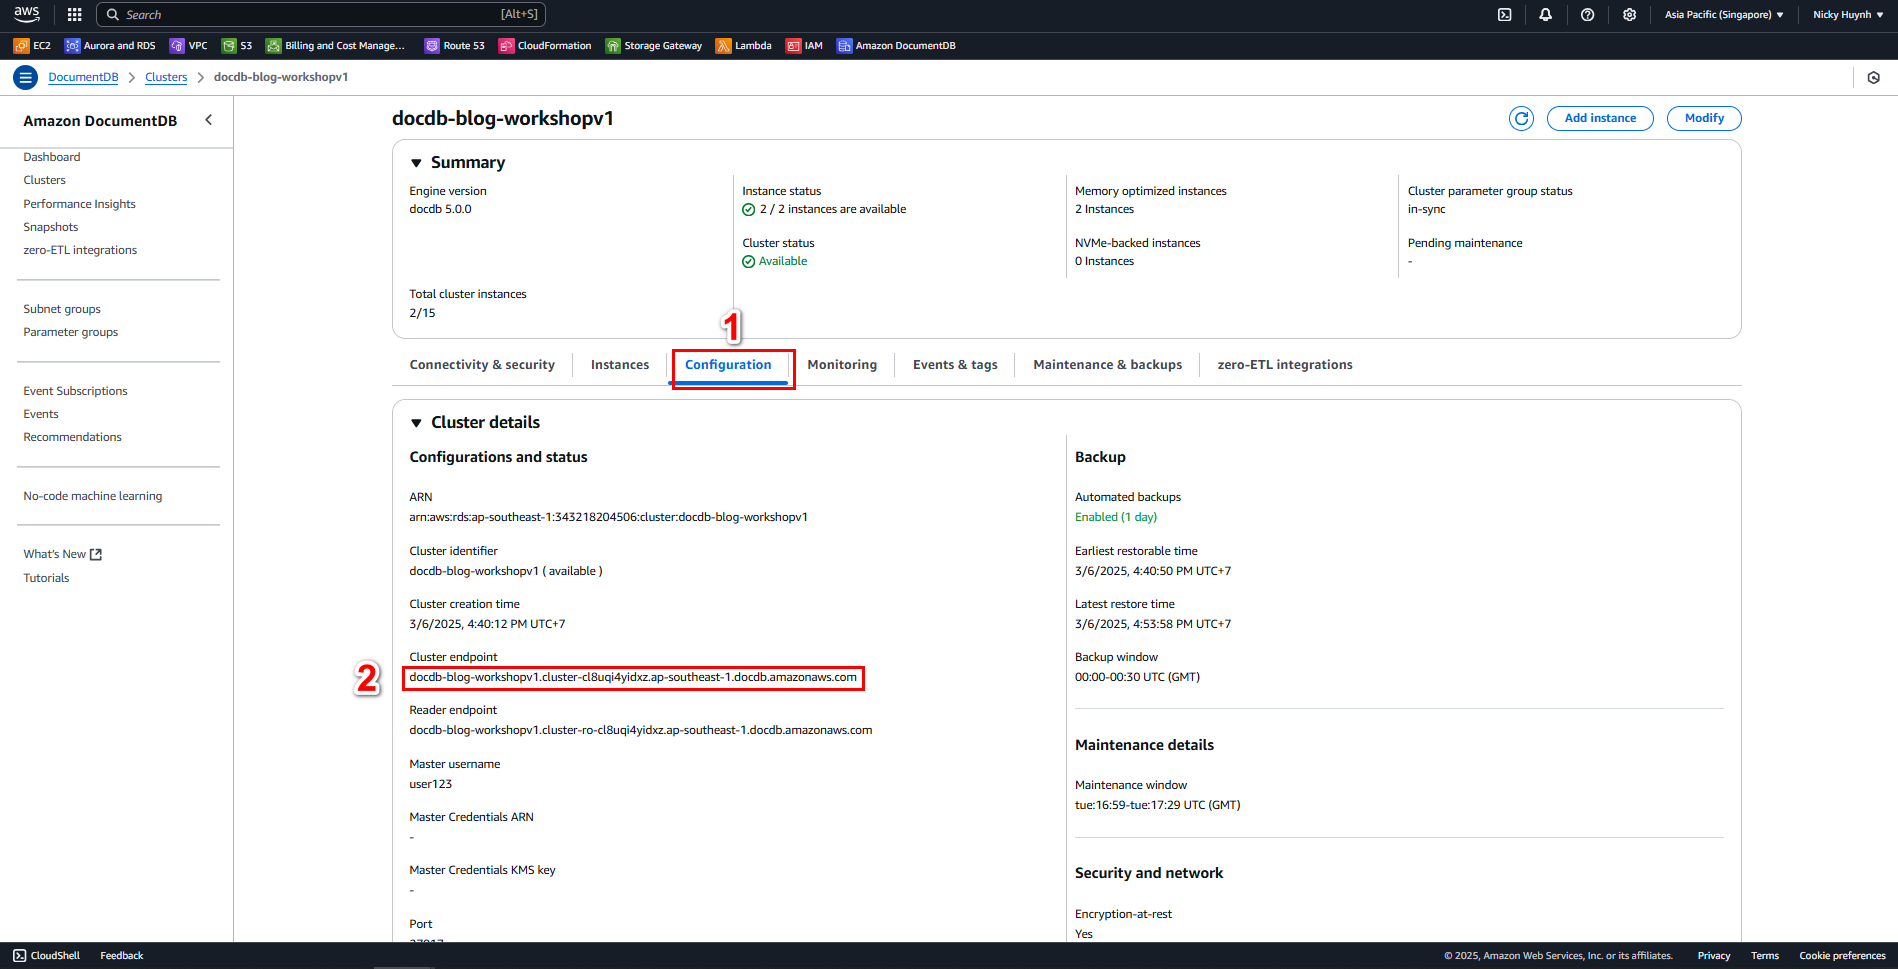 aws
Search [Alt+S]
Asia Pacific (Singapore)
Nicky Huynh
EC2 Aurora and RDS VPC S3 Billing and Cost Manage... Route 53 CloudFormation Storage Gateway Lambda IAM Amazon DocumentDB
DocumentDB > Clusters > docdb-blog-workshopv1
Amazon DocumentDB
Dashboard
Clusters
Performance Insights
Snapshots
zero-ETL integrations
Subnet groups
Parameter groups
Event Subscriptions
Events
Recommendations
No-code machine learning
What's New
Tutorials
docdb-blog-workshopv1
Add instance
Modify
Summary
Engine version
docdb 5.0.0
Total cluster instances
2/15
Instance status
2 / 2 instances are available
Cluster status
Available
Memory optimized instances
2 Instances
NVMe-backed instances
0 Instances
Cluster parameter group status
in-sync
Pending maintenance
-
1
Connectivity & security Instances Configuration Monitoring Events & tags Maintenance & backups zero-ETL integrations
Cluster details
Configurations and status
ARN
arn:aws:rds:ap-southeast-1:343218204506:cluster:docdb-blog-workshopv1
Cluster identifier
docdb-blog-workshopv1 ( available )
Cluster creation time
3/6/2025, 4:40:12 PM UTC+7
Cluster endpoint
2
docdb-blog-workshopv1.cluster-cl8uqi4yidxz.ap-southeast-1.docdb.amazonaws.com
Reader endpoint
docdb-blog-workshopv1.cluster-ro-cl8uqi4yidxz.ap-southeast-1.docdb.amazonaws.com
Master username
user123
Master Credentials ARN
-
Master Credentials KMS key
-
Port
27017
Backup
Automated backups
Enabled (1 day)
Earliest restorable time
3/6/2025, 4:40:50 PM UTC+7
Latest restore time
3/6/2025, 4:53:58 PM UTC+7
Backup window
00:00-00:30 UTC (GMT)
Maintenance details
Maintenance window
tue:16:59-tue:17:29 UTC (GMT)
Security and network
Encryption-at-rest
Yes
CloudShell Feedback
© 2025, Amazon Web Services, Inc. or its affiliates. Privacy Terms Cookie preferences